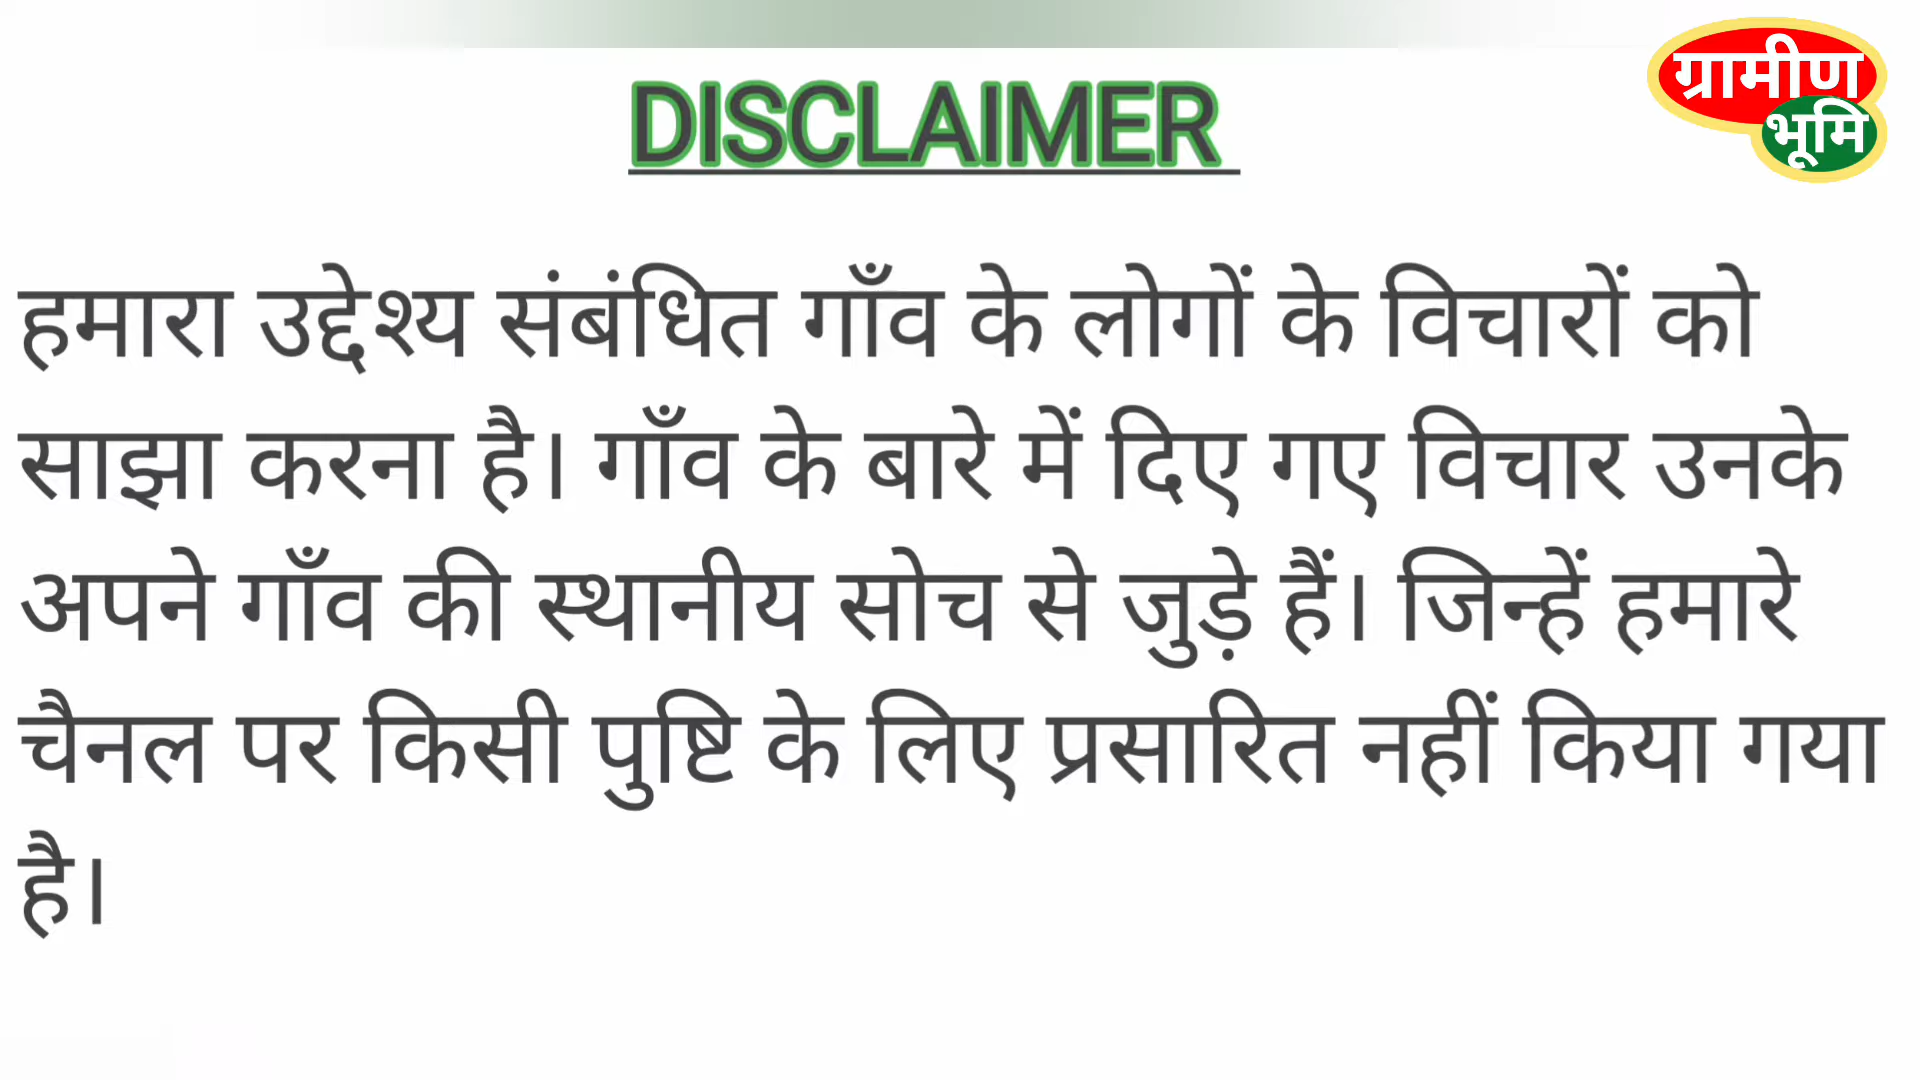 DISCLAIMER
ग्रामीण
भूमि
हमारा उद्देश्य संबंधित गाँव के लोगों के विचारों को
साझा करना है। गाँव के बारे में दिए गए विचार उनके
अपने गाँव की स्थानीय सोच से जुड़े हैं। जिन्हें हमारे
चैनल पर किसी पुष्टि के लिए प्रसारित नहीं किया गया
है।